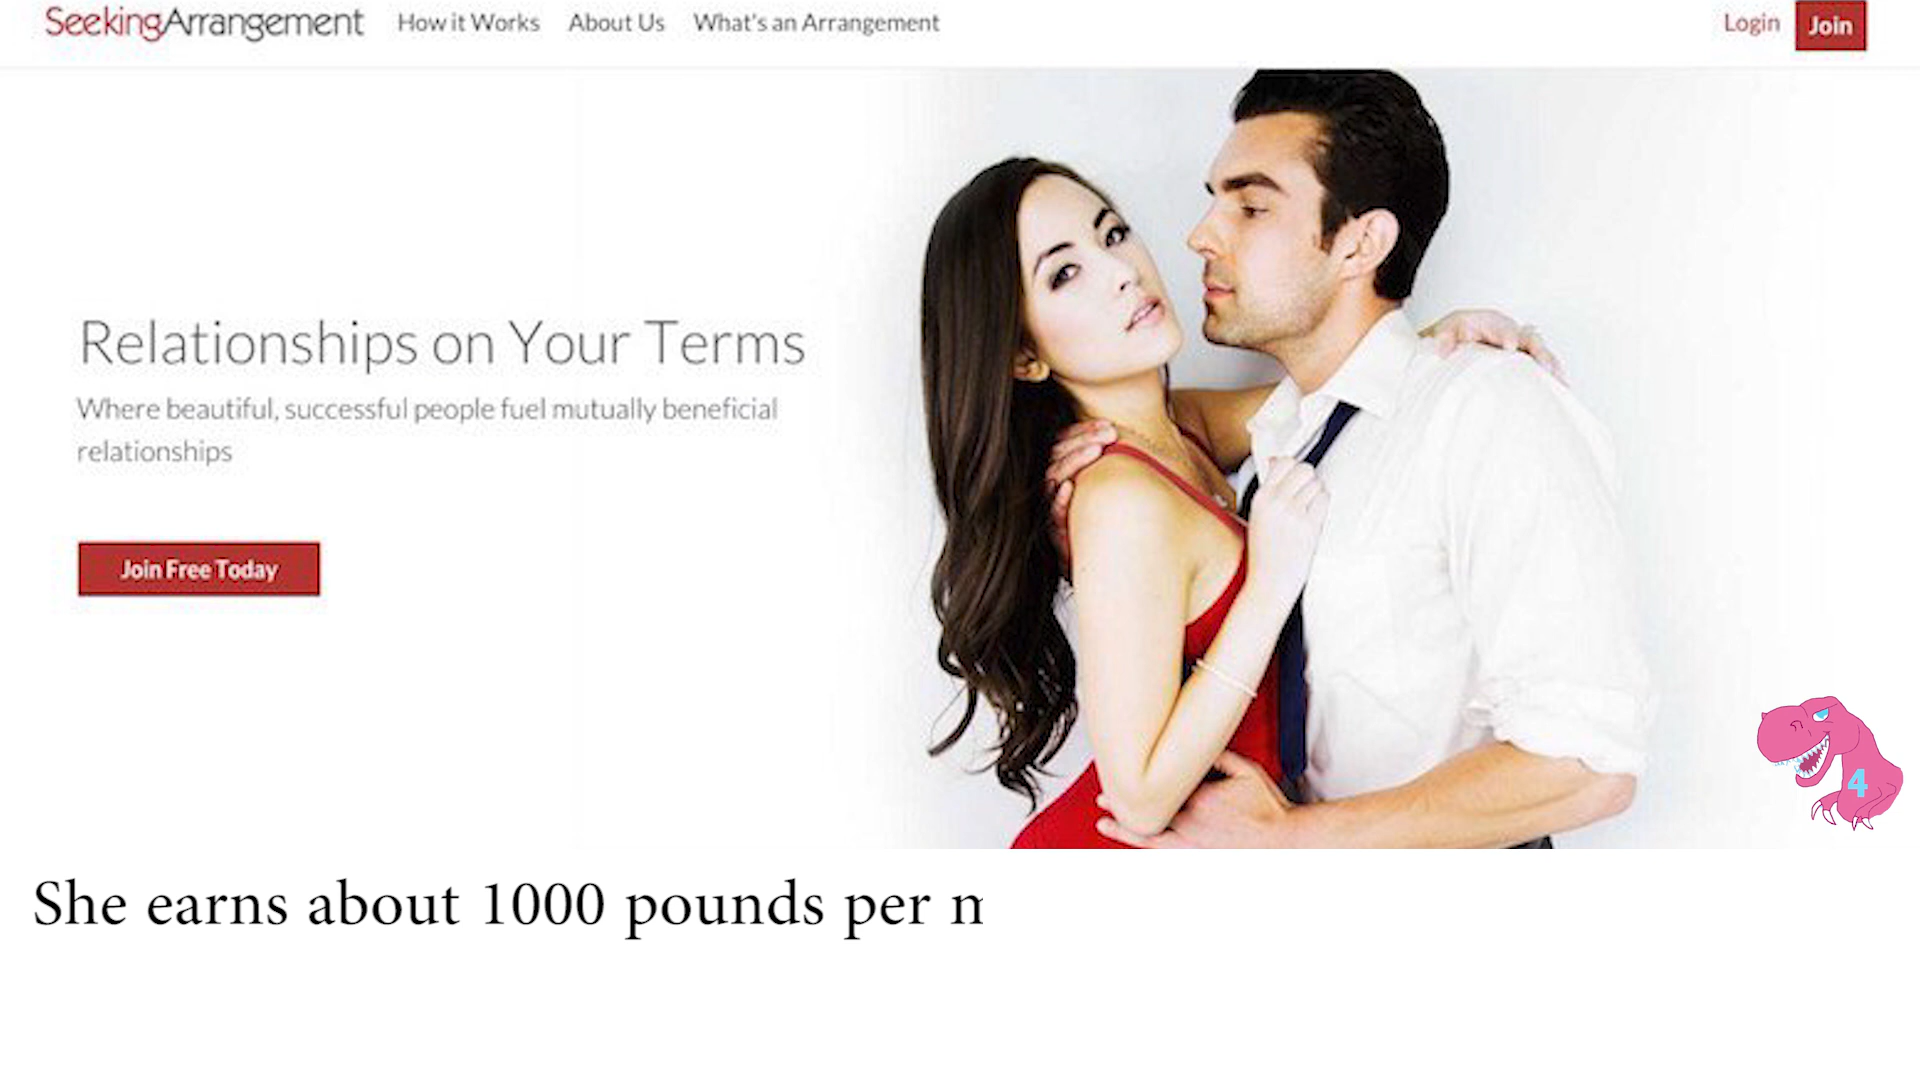 SeekingArrangement How it Works About Us What's an Arrangement Login Join
Relationships on Your Terms
Where beautiful, successful people fuel mutually beneficial
relationships
Join Free Today
4
She earns about 1000 pounds per